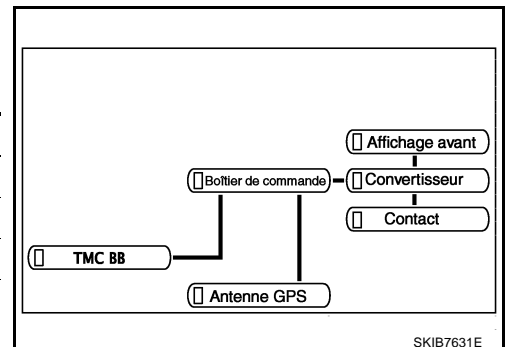 Affichage avant
Boîtier de commande
Convertisseur
Contact
TMC BB
Antenne GPS
SKIB7631E